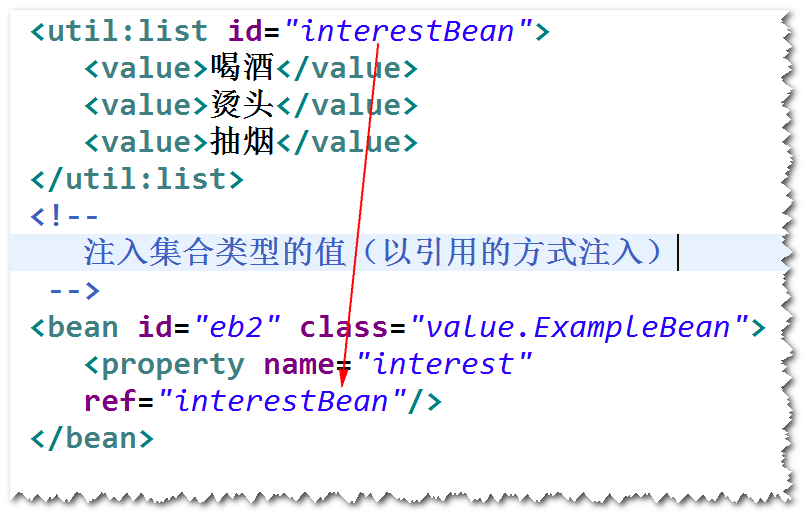 <util:list id="interestBean">
<value>喝酒</value>
<value>烫头</value>
<value>抽烟</value>
</util:list>
<!--
注入集合类型的值（以引用的方式注入）
-->
<bean id="eb2" class="value.ExampleBean">
<property name="interest"
ref="interestBean"/>
</bean>